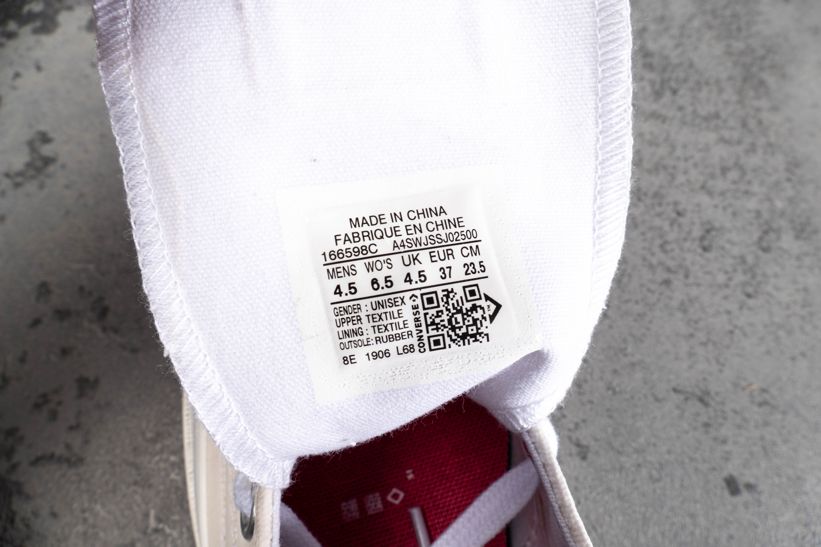 MADE IN CHINA
FABRIQUE EN CHINE
166598C A4SWJSSJ02500
MENS WO'S UK EUR CM
4.5 6.5 4.5 37 23.5
GENDER : UNISEX
UPPER TEXTILE
LINING : TEXTILE
OUTSOLE: RUBBER
8E 1906 L68
CONVERSE